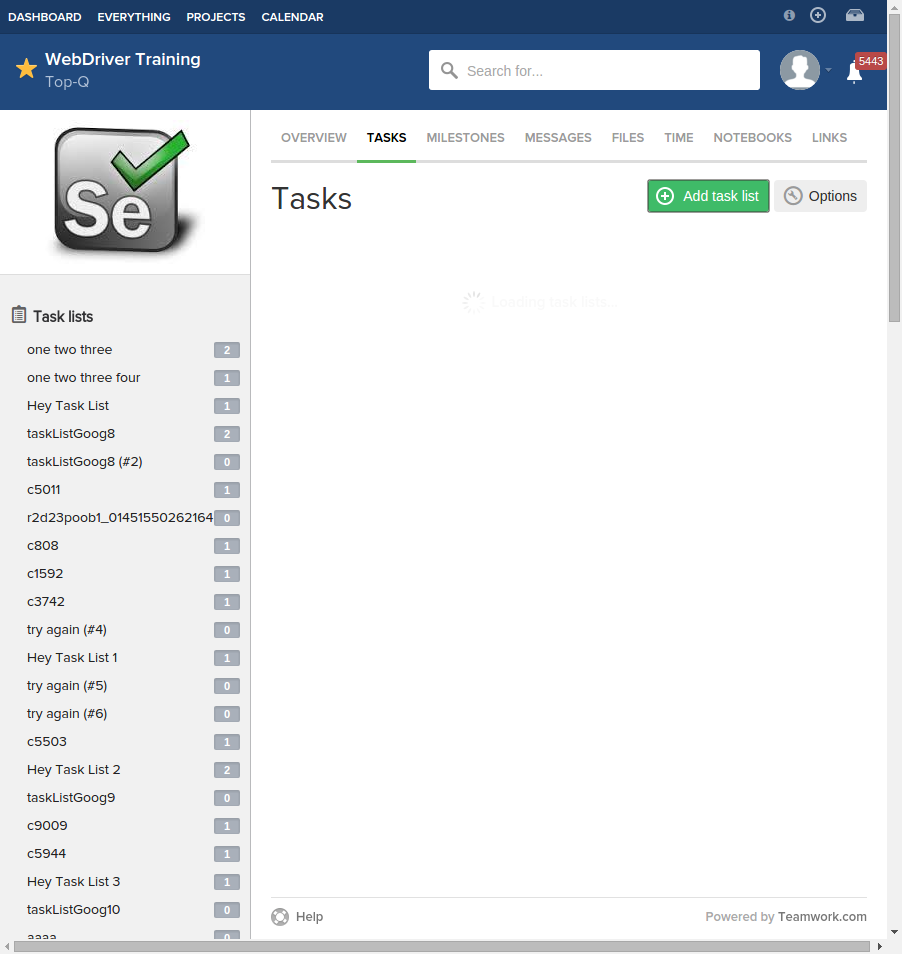 DASHBOARD EVERYTHING PROJECTS CALENDAR
WebDriver Training
Top-Q
Search for...
5443
Se
OVERVIEW TASKS MILESTONES MESSAGES FILES TIME NOTEBOOKS LINKS
Tasks
Add task list
Options
Loading task lists...
Task lists
one two three 2
one two three four 1
Hey Task List 1
taskListGoog8 2
taskListGoog8 (#2) 0
c5011 1
r2d23poob1_01451550262164 0
c808 1
c1592 1
c3742 1
try again (#4) 0
Hey Task List 1 1
try again (#5) 0
try again (#6) 0
c5503 1
Hey Task List 2 2
taskListGoog9 0
c9009 1
c5944 1
Hey Task List 3 1
taskListGoog10 0
aaaa 0
Help
Powered by Teamwork.com